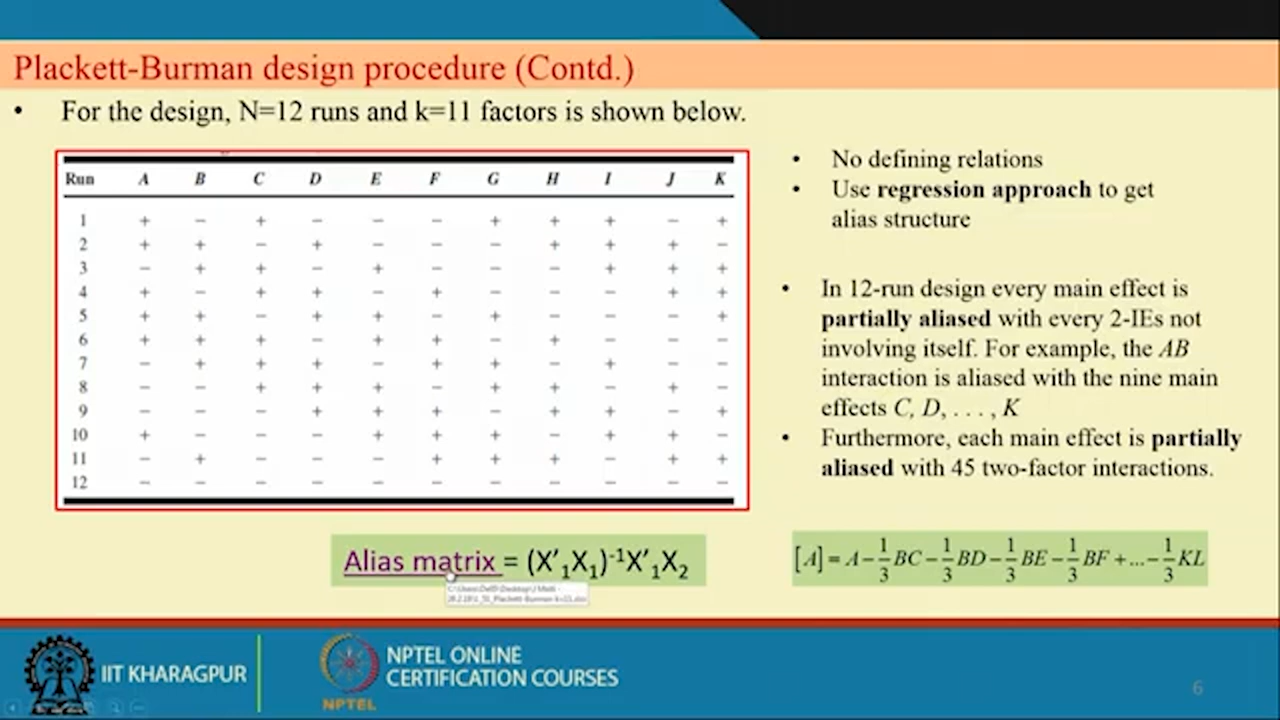 Plackett-Burman design procedure (Contd.)
• For the design, N=12 runs and k=11 factors is shown below.
Run A B C D E F G H I J K
1 + − + − − − + + + − +
2 + + − + − − − + + + −
3 − + + − + − − − + + +
4 + − + + − + − − − + +
5 + + − + + − + − − − +
6 + + + − + + − + − − −
7 − + + + − + + − + − −
8 − − + + + − + + − + −
9 − − − + + + − + + − +
10 + − − − + + + − + + −
11 − + − − − + + + − + +
12 − − − − − − − − − − −
• No defining relations
• Use regression approach to get
alias structure
• In 12-run design every main effect is
partially aliased with every 2-IEs not
involving itself. For example, the AB
interaction is aliased with the nine main
effects C, D, . . . , K
• Furthermore, each main effect is partially
aliased with 45 two-factor interactions.
Alias matrix = (X′₁X₁)⁻¹X′₁X₂
[A] = A − 1/3 BC − 1/3 BD − 1/3 BE − 1/3 BF + ... − 1/3 KL
IIT KHARAGPUR
NPTEL
NPTEL ONLINE
CERTIFICATION COURSES
6